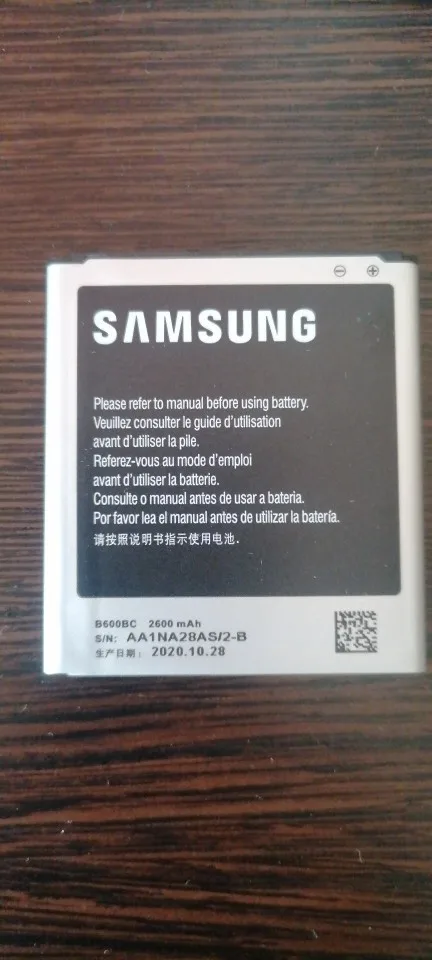 SAMSUNG
Please refer to manual before using battery.
Veuillez consulter le guide d'utilisation
avant d'utiliser la pile.
Referez-vous au mode d'emploi
avant d'utiliser la batterie.
Consulte o manual antes de usar a bateria.
Por favor lea el manual antes de utilizar la batería.
请按照说明书指示使用电池.
B600BC 2600 mAh
S/N: AA1NA28AS/2-B
生产日期: 2020.10.28